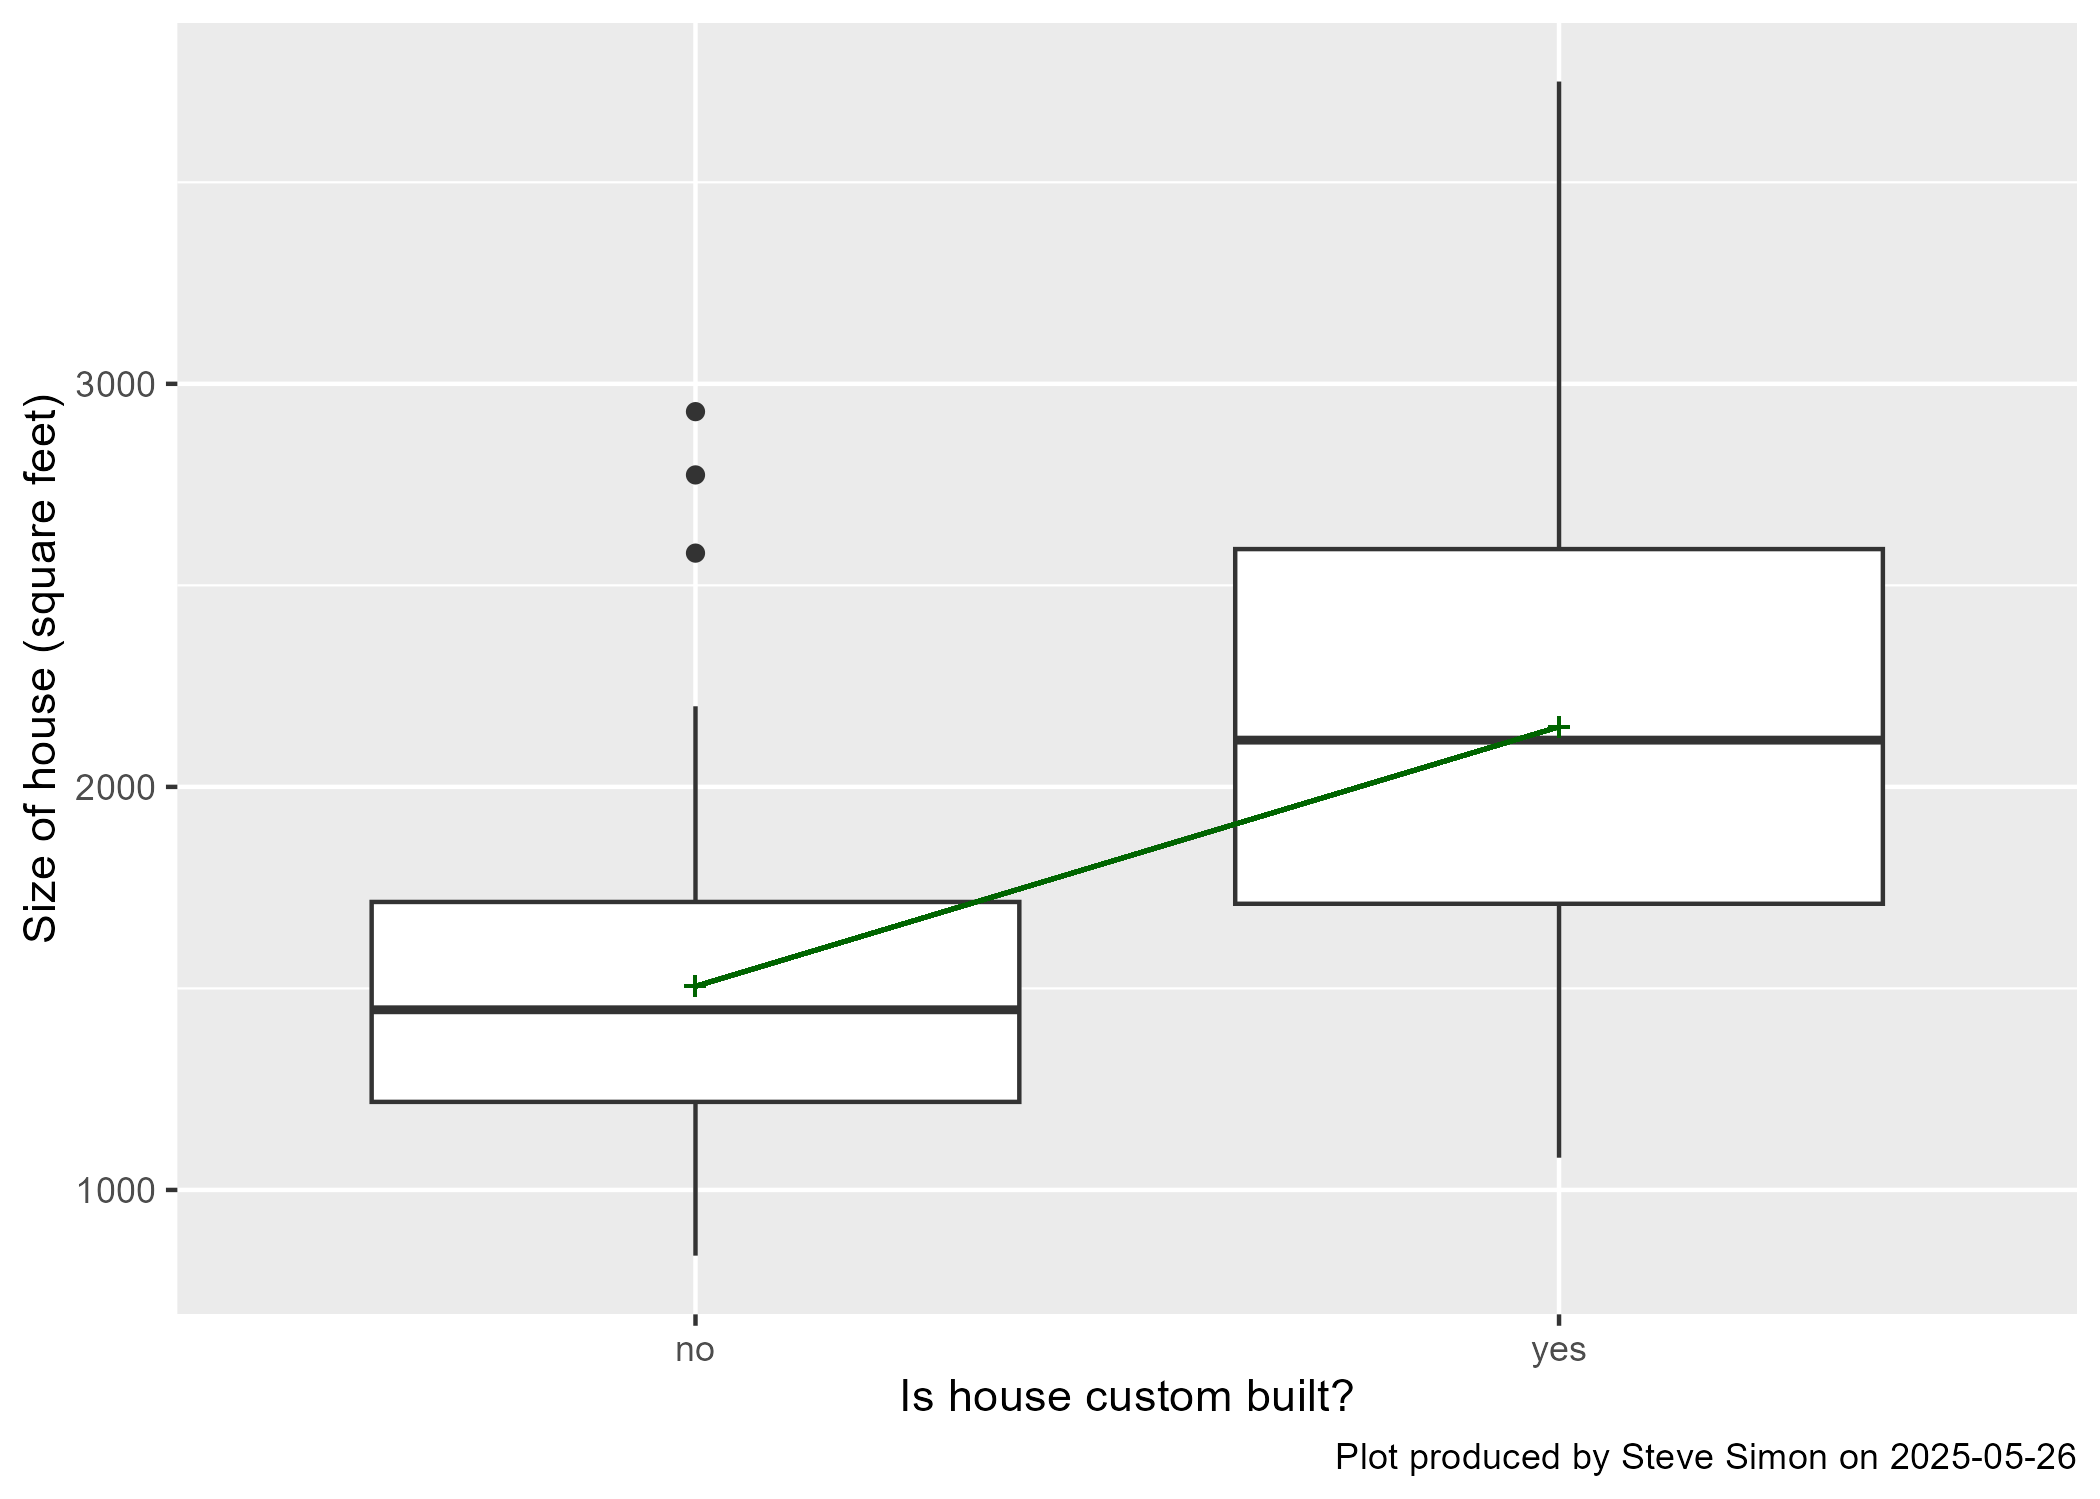 Size of house (square feet)
3000
2000
1000
no
yes
Is house custom built?
Plot produced by Steve Simon on 2025-05-26